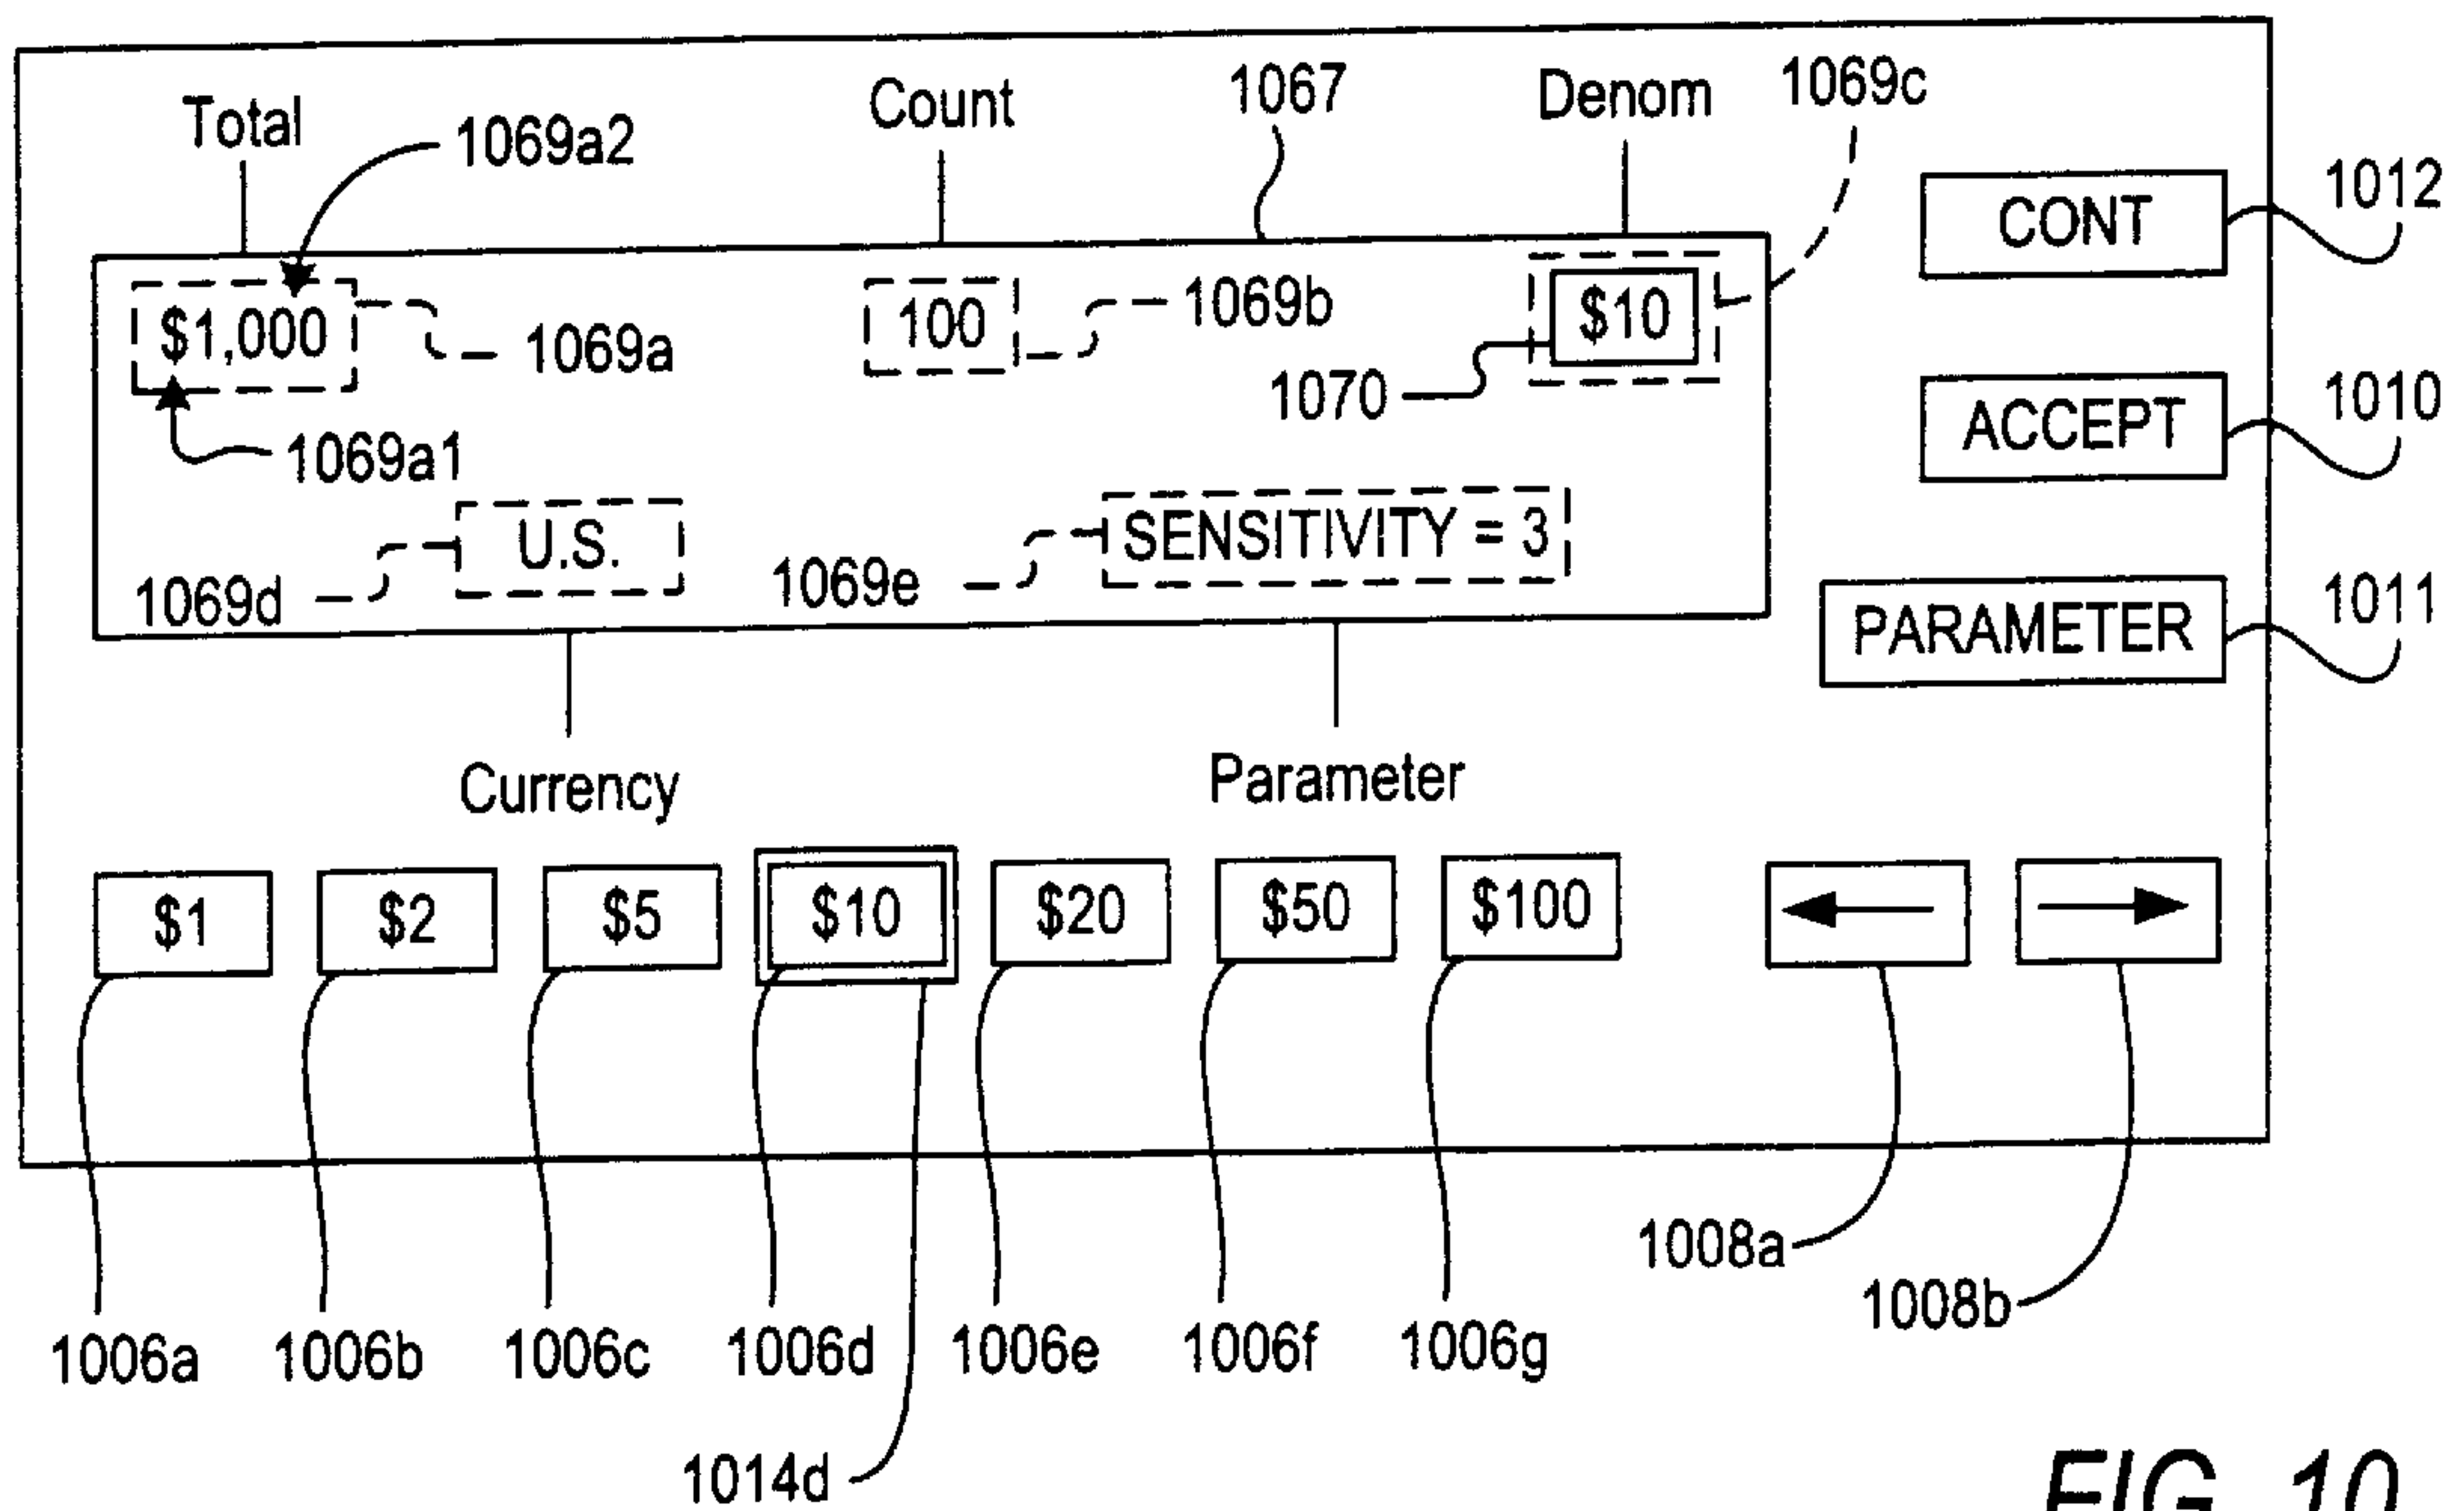 Total
1069a2
Count
1067
Denom
1069c
CONT
1012
$1,000
1069a
100
1069b
$10
1070
ACCEPT
1010
1069a1
U.S.
1069d
SENSITIVITY = 3
1069e
PARAMETER
1011
Currency
Parameter
$1
$2
$5
$10
$20
$50
$100
1008a
1008b
1006a
1006b
1006c
1006d
1006e
1006f
1006g
1014d
FIG. 10